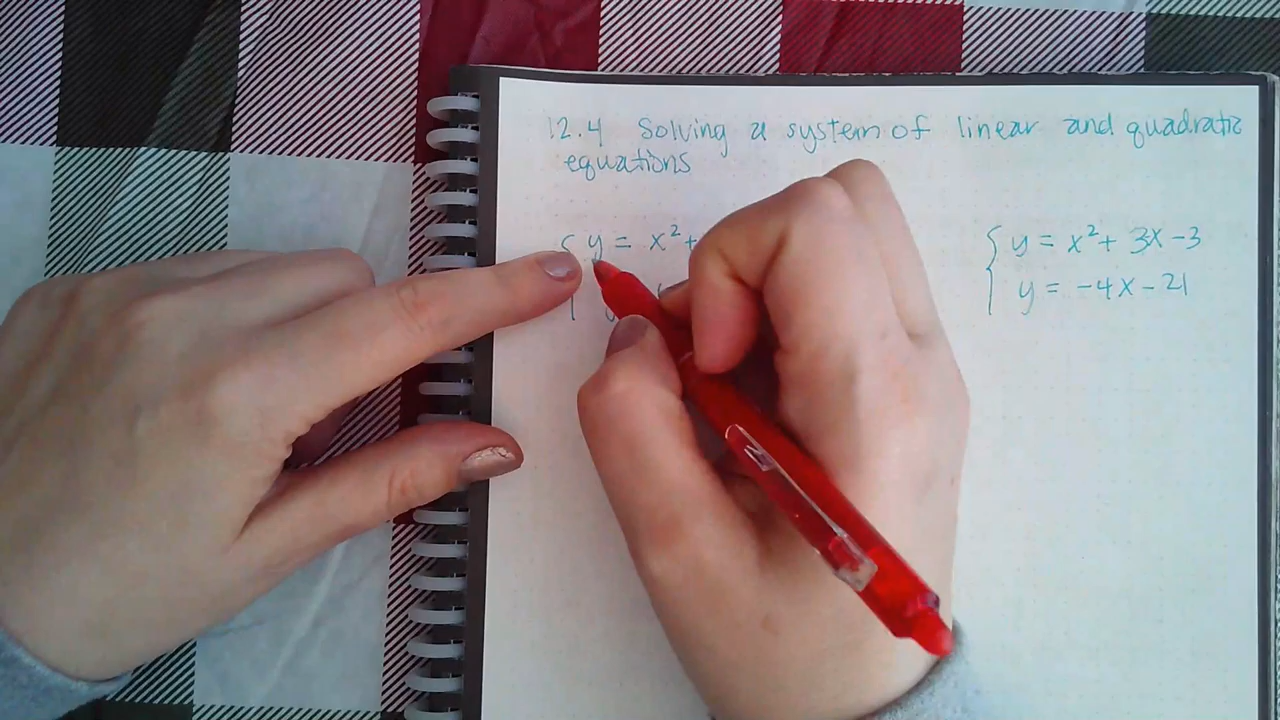 12.4 Solving a system of linear and quadratic
equations
{ y = x² +
{ y = x² + 3x - 3
y = -4x - 21